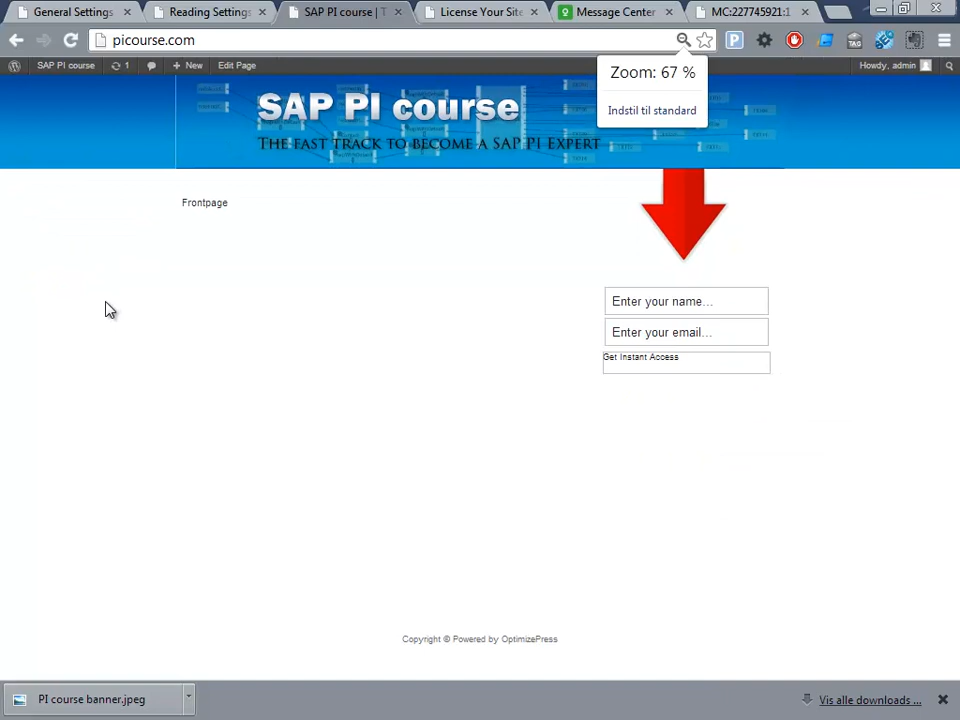 General Settings
Reading Settings
SAP PI course | T
License Your Site
Message Center
MC:227745921:1
picourse.com
SAP PI course
1
New
Edit Page
Howdy, admin
Zoom: 67 %
Indstil til standard
SAP PI course
The fast track to become a SAP PI Expert
Frontpage
Enter your name...
Enter your email...
Get Instant Access
Copyright © Powered by OptimizePress
PI course banner.jpeg
Vis alle downloads ...